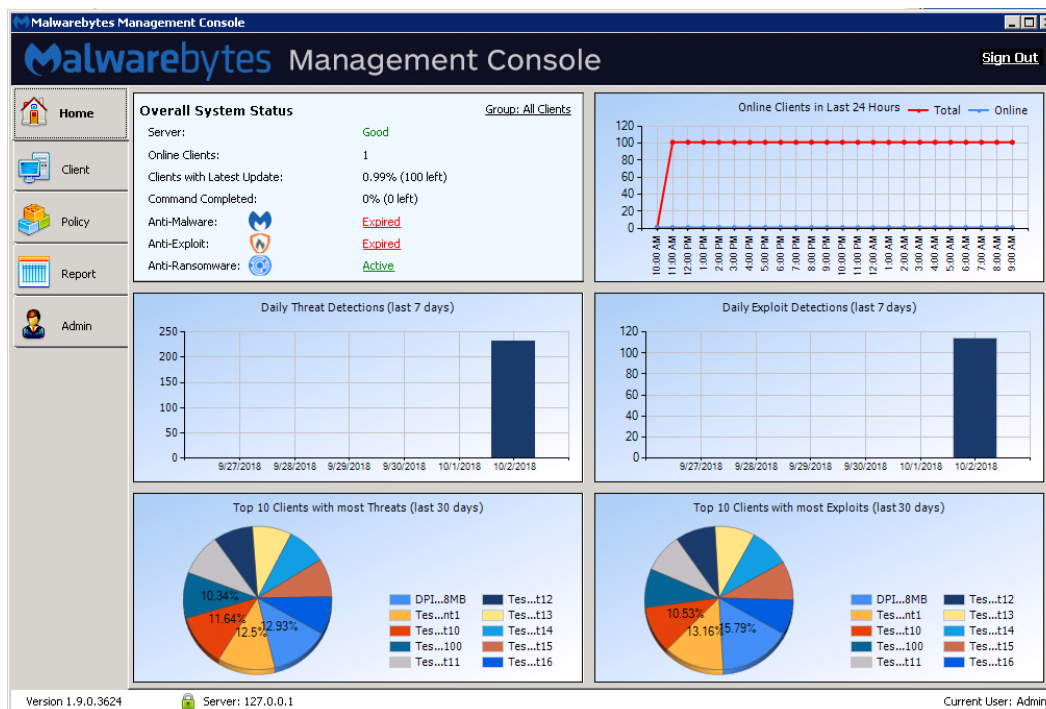 Malwarebytes Management Console
Malwarebytes Management Console
Sign Out
Home
Client
Policy
Report
Admin
Overall System Status
Group: All Clients
Server: Good
Online Clients: 1
Clients with Latest Update: 0.99% (100 left)
Command Completed: 0% (0 left)
Anti-Malware: Expired
Anti-Exploit: Expired
Anti-Ransomware: Active
Online Clients in Last 24 Hours
Total
Online
120
100
80
60
40
20
0
10:00 AM
11:00 AM
12:00 PM
1:00 PM
2:00 PM
3:00 PM
4:00 PM
5:00 PM
6:00 PM
7:00 PM
8:00 PM
9:00 PM
10:00 PM
11:00 PM
12:00 AM
1:00 AM
2:00 AM
3:00 AM
4:00 AM
5:00 AM
6:00 AM
7:00 AM
8:00 AM
9:00 AM
Daily Threat Detections (last 7 days)
250
200
150
100
50
0
9/27/2018 9/28/2018 9/29/2018 9/30/2018 10/1/2018 10/2/2018
Daily Exploit Detections (last 7 days)
120
100
80
60
40
20
0
9/27/2018 9/28/2018 9/29/2018 9/30/2018 10/1/2018 10/2/2018
Top 10 Clients with most Threats (last 30 days)
10.34%
11.64%
12.5%
12.93%
DPI...8MB
Tes...t12
Tes...nt1
Tes...t13
Tes...t10
Tes...t14
Tes...100
Tes...t15
Tes...t11
Tes...t16
Top 10 Clients with most Exploits (last 30 days)
10.53%
13.16%
15.79%
DPI...8MB
Tes...t12
Tes...nt1
Tes...t13
Tes...t10
Tes...t14
Tes...100
Tes...t15
Tes...t11
Tes...t16
Version 1.9.0.3624
Server: 127.0.0.1
Current User: Admin